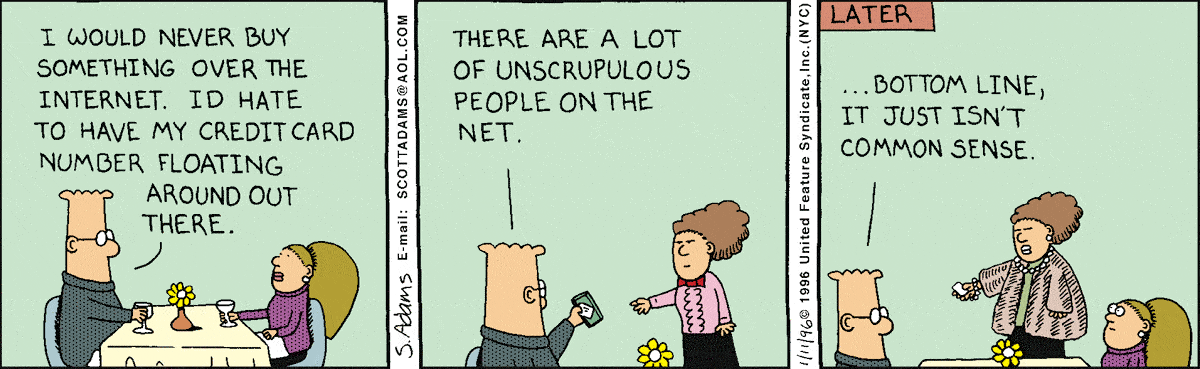 I WOULD NEVER BUY
SOMETHING OVER THE
INTERNET. I'D HATE
TO HAVE MY CREDIT CARD
NUMBER FLOATING
AROUND OUT
THERE.
S. Adams E-mail: SCOTTADAMS@AOL.COM
THERE ARE A LOT
OF UNSCRUPULOUS
PEOPLE ON THE
NET.
1/11/96 © 1996 United Feature Syndicate, Inc. (NYC)
LATER
...BOTTOM LINE,
IT JUST ISN'T
COMMON SENSE.